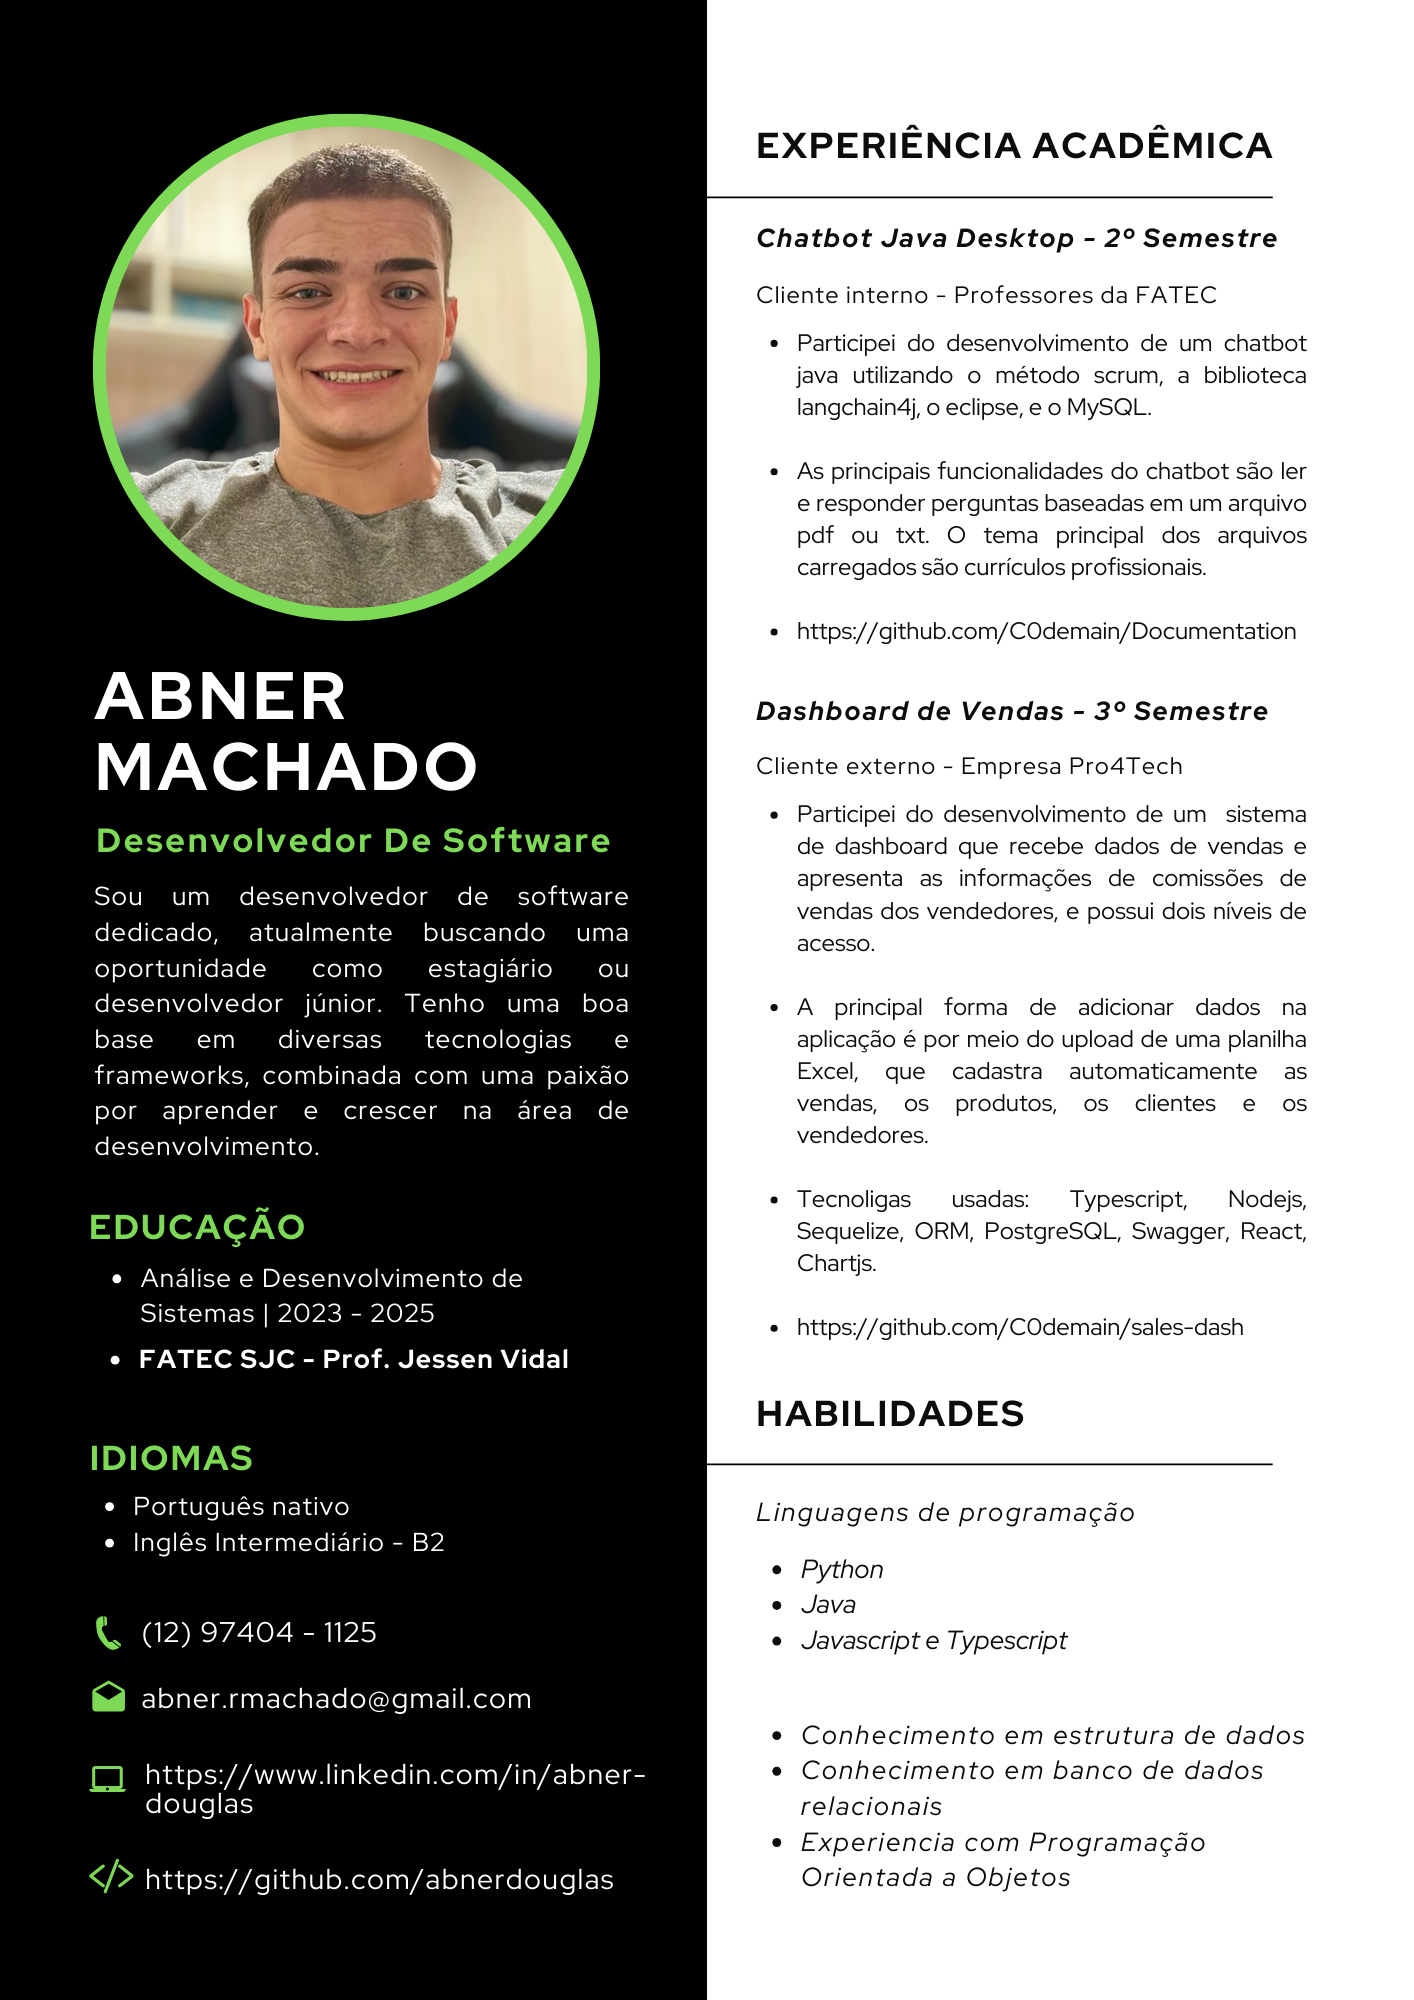 ABNER
MACHADO
Desenvolvedor De Software
Sou um desenvolvedor de software
dedicado, atualmente buscando uma
oportunidade como estagiário ou
desenvolvedor júnior. Tenho uma boa
base em diversas tecnologias e
frameworks, combinada com uma paixão
por aprender e crescer na área de
desenvolvimento.
EDUCAÇÃO
• Análise e Desenvolvimento de
Sistemas | 2023 - 2025
• FATEC SJC - Prof. Jessen Vidal
IDIOMAS
• Português nativo
• Inglês Intermediário - B2
(12) 97404 - 1125
abner.rmachado@gmail.com
https://www.linkedin.com/in/abner-
douglas
https://github.com/abnerdouglas
EXPERIÊNCIA ACADÊMICA
Chatbot Java Desktop - 2º Semestre
Cliente interno - Professores da FATEC
• Participei do desenvolvimento de um chatbot
java utilizando o método scrum, a biblioteca
langchain4j, o eclipse, e o MySQL.
• As principais funcionalidades do chatbot são ler
e responder perguntas baseadas em um arquivo
pdf ou txt. O tema principal dos arquivos
carregados são currículos profissionais.
• https://github.com/C0demain/Documentation
Dashboard de Vendas - 3º Semestre
Cliente externo - Empresa Pro4Tech
• Participei do desenvolvimento de um sistema
de dashboard que recebe dados de vendas e
apresenta as informações de comissões de
vendas dos vendedores, e possui dois níveis de
acesso.
• A principal forma de adicionar dados na
aplicação é por meio do upload de uma planilha
Excel, que cadastra automaticamente as
vendas, os produtos, os clientes e os
vendedores.
• Tecnoligas usadas: Typescript, Nodejs,
Sequelize, ORM, PostgreSQL, Swagger, React,
Chartjs.
• https://github.com/C0demain/sales-dash
HABILIDADES
Linguagens de programação
• Python
• Java
• Javascript e Typescript
• Conhecimento em estrutura de dados
• Conhecimento em banco de dados
relacionais
• Experiencia com Programação
Orientada a Objetos